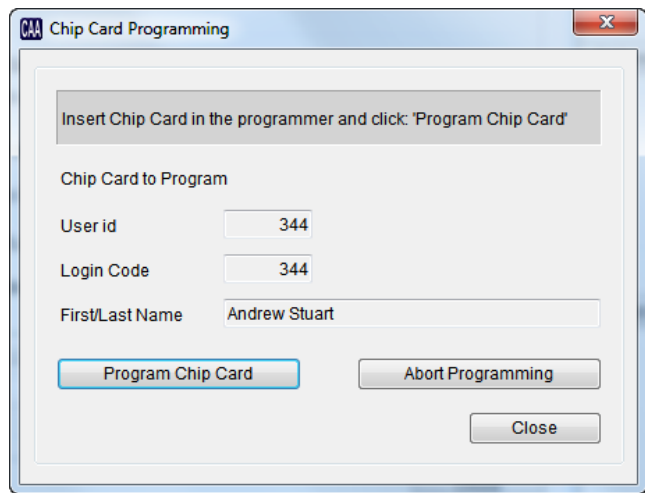 CAA Chip Card Programming
Insert Chip Card in the programmer and click: 'Program Chip Card'
Chip Card to Program
User id 344
Login Code 344
First/Last Name Andrew Stuart
Program Chip Card Abort Programming
Close